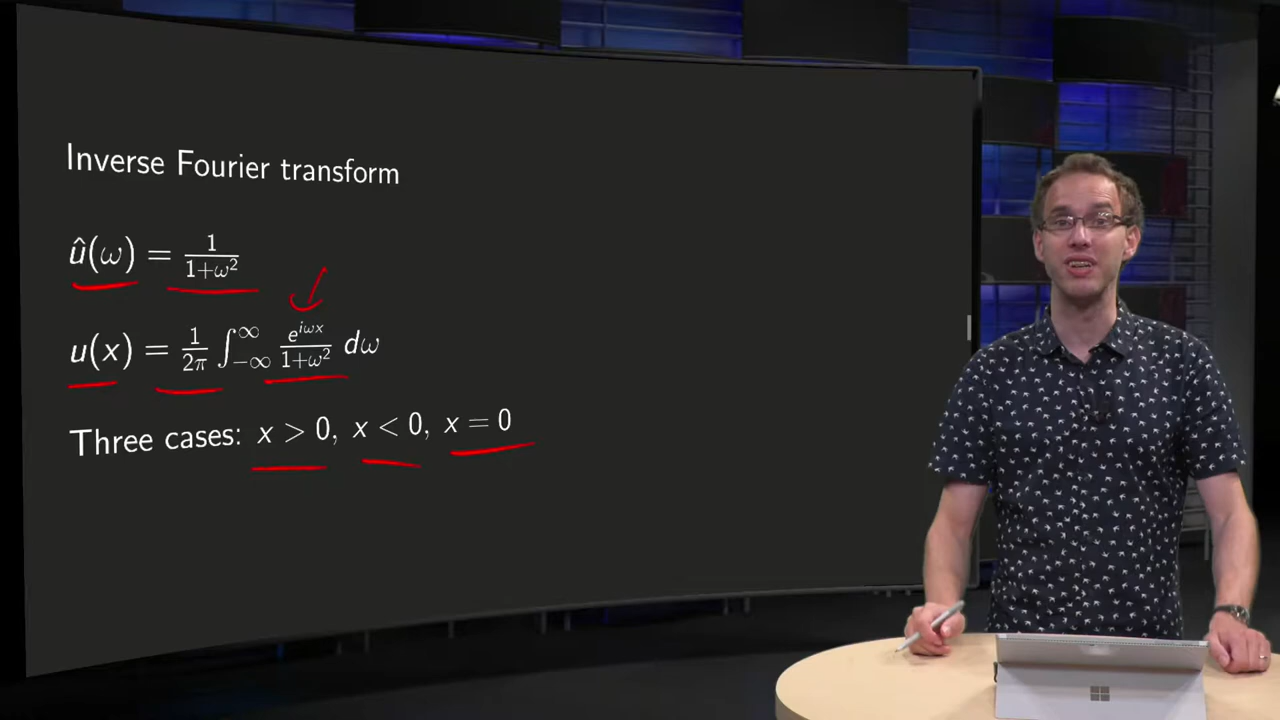 Inverse Fourier transform
û(ω) = 1/(1+ω²)
u(x) = 1/(2π) ∫_{-∞}^{∞} e^{iωx}/(1+ω²) dω
Three cases: x > 0, x < 0, x = 0